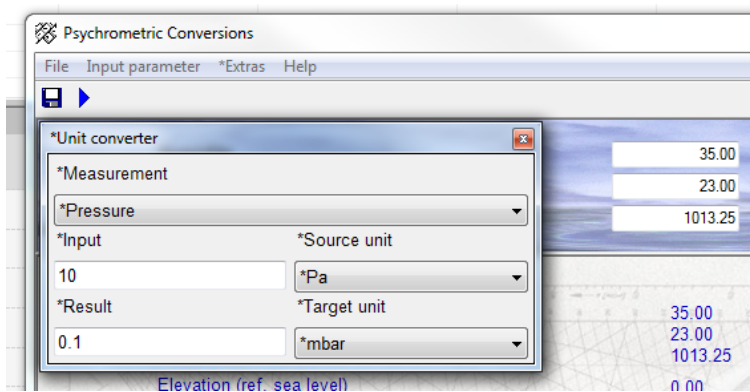 Psychrometric Conversions
File Input parameter *Extras Help
*Unit converter
*Measurement
*Pressure
*Input *Source unit
10 *Pa
*Result *Target unit
0.1 *mbar
35.00
23.00
1013.25
35.00
23.00
1013.25
Elevation (ref. sea level) 0.00